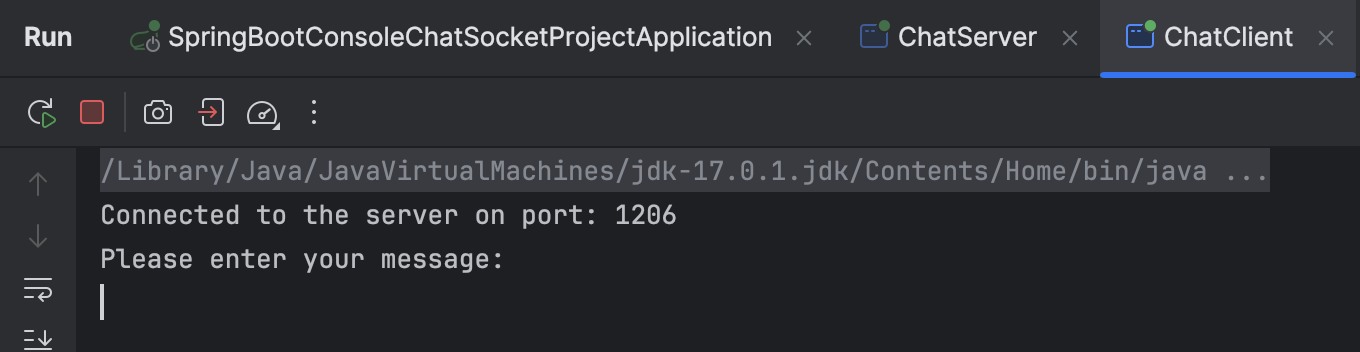 Run SpringBootConsoleChatSocketProjectApplication ChatServer ChatClient
/Library/Java/JavaVirtualMachines/jdk-17.0.1.jdk/Contents/Home/bin/java ...
Connected to the server on port: 1206
Please enter your message: